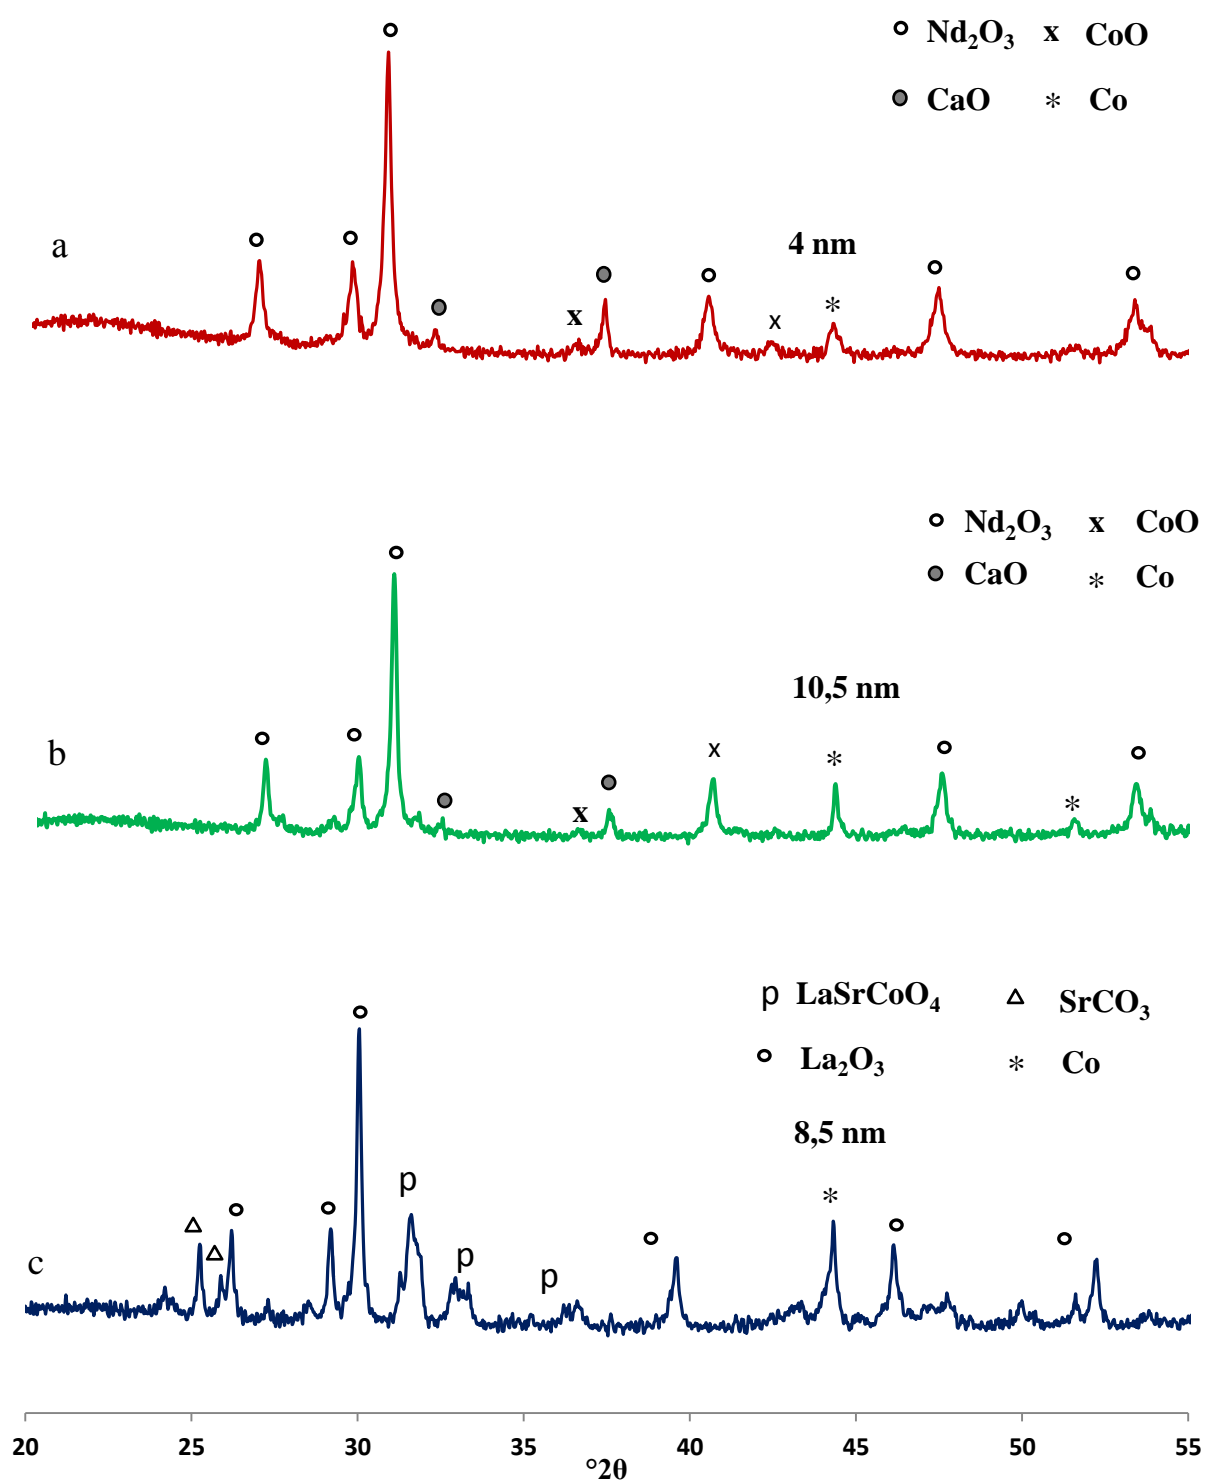 Nd₂O₃ x CoO
CaO * Co
a
4 nm
x
x
*
Nd₂O₃ x CoO
CaO * Co
10,5 nm
b
x
x
*
*
p LaSrCoO₄ SrCO₃
La₂O₃ * Co
8,5 nm
p
*
c
p
p
20 25 30 35 40 45 50 55
°2θ